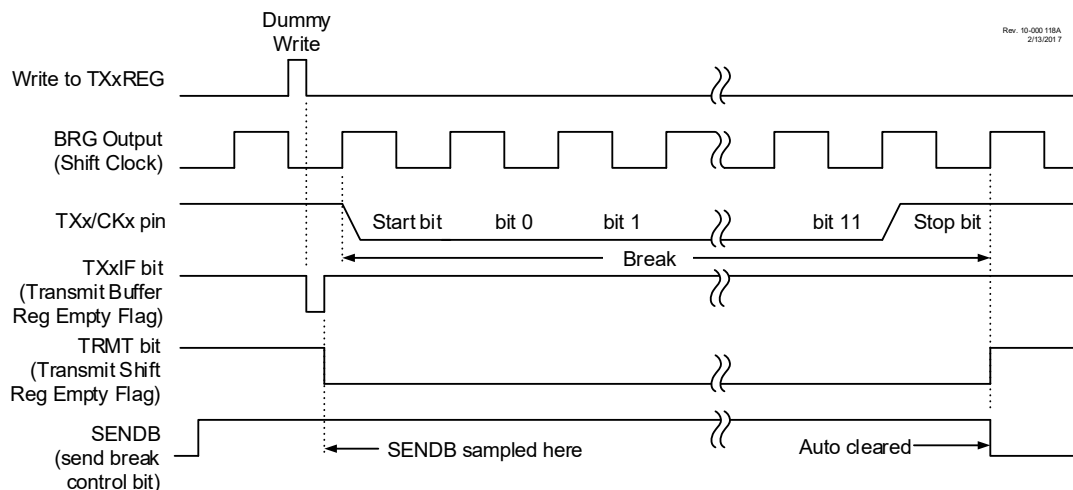 Dummy
Write
Rev. 10-000 118A
2/13/201 7
Write to TXxREG
BRG Output
(Shift Clock)
TXx/CKx pin
Start bit
bit 0
bit 1
bit 11
Stop bit
Break
TXxIF bit
(Transmit Buffer
Reg Empty Flag)
TRMT bit
(Transmit Shift
Reg Empty Flag)
SENDB
(send break
control bit)
SENDB sampled here
Auto cleared